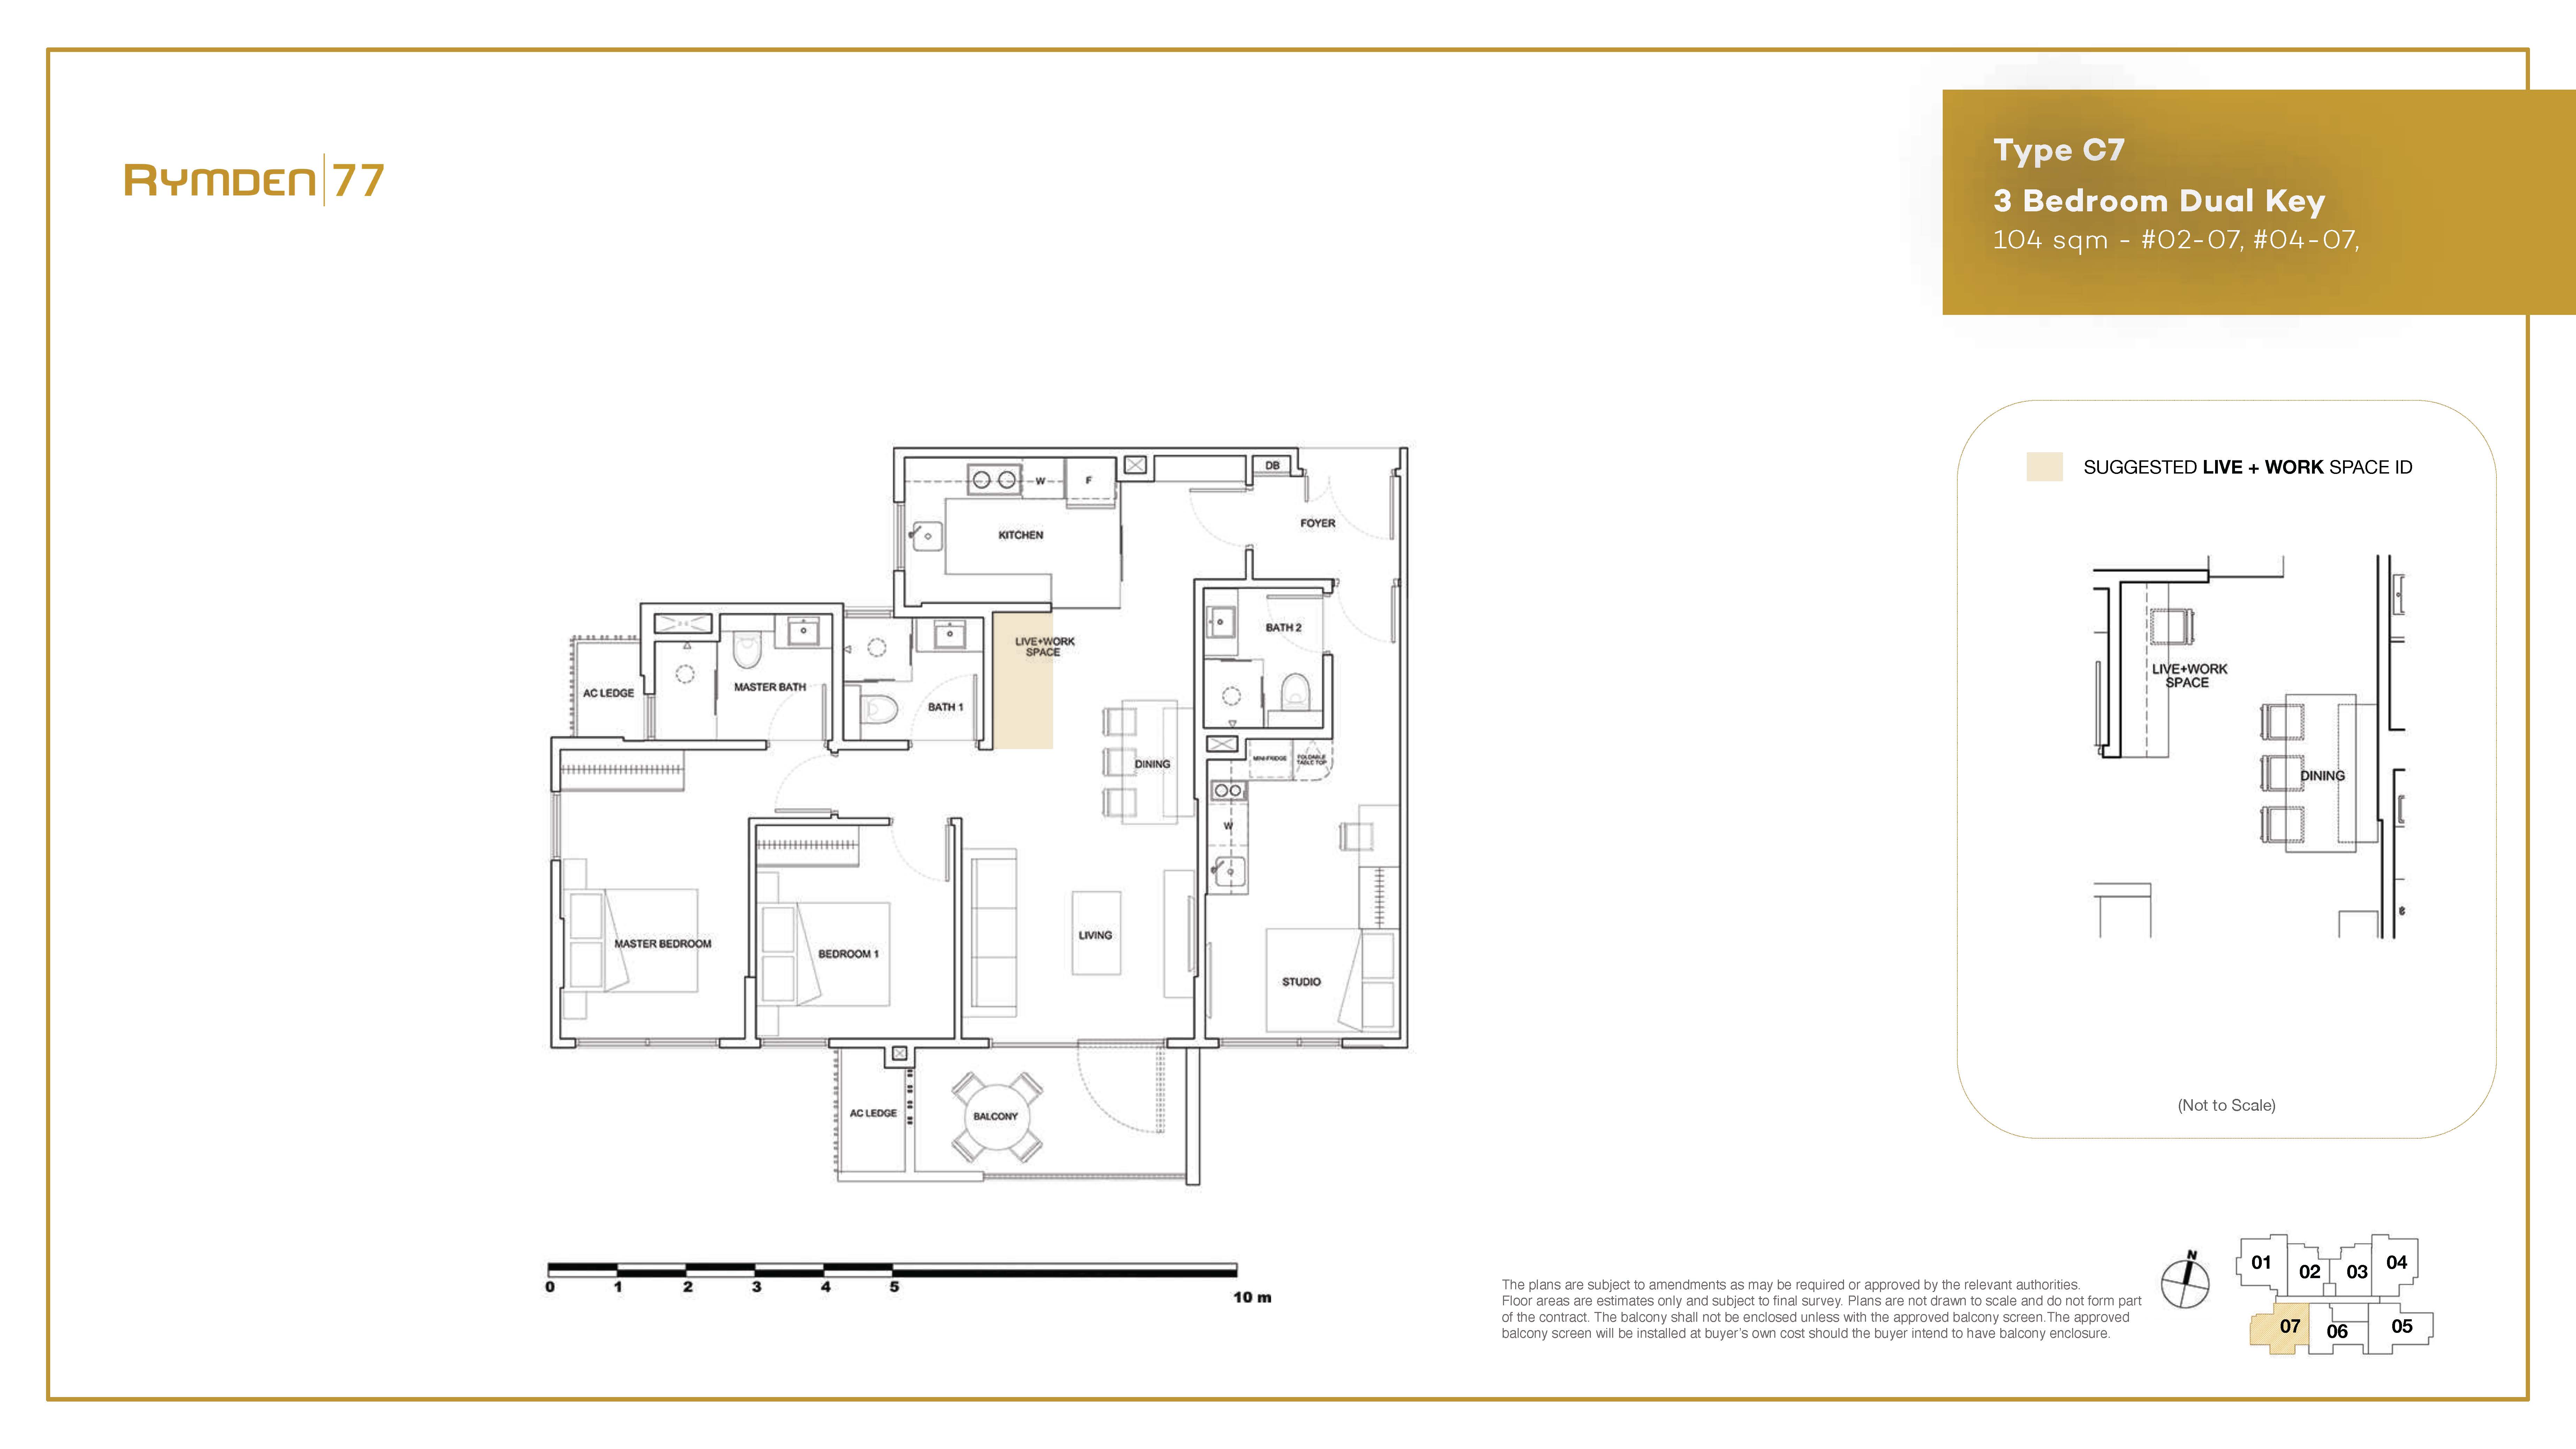 RYMDEN 77
Type C7
3 Bedroom Dual Key
104 sqm - #02-07, #04-07,
SUGGESTED LIVE + WORK SPACE ID
DB
W
F
FOYER
KITCHEN
LIVE+WORK
SPACE
BATH 2
AC LEDGE
MASTER BATH
BATH 1
DINING
MINI-FRIDGE
FOLDABLE
TABLE TOP
W
MASTER BEDROOM
BEDROOM 1
LIVING
STUDIO
AC LEDGE
BALCONY
LIVE+WORK
SPACE
DINING
(Not to Scale)
0 1 2 3 4 5 10 m
The plans are subject to amendments as may be required or approved by the relevant authorities.
Floor areas are estimates only and subject to final survey. Plans are not drawn to scale and do not form part
of the contract. The balcony shall not be enclosed unless with the approved balcony screen.The approved
balcony screen will be installed at buyer's own cost should the buyer intend to have balcony enclosure.
N
01 02 03 04
07 06 05